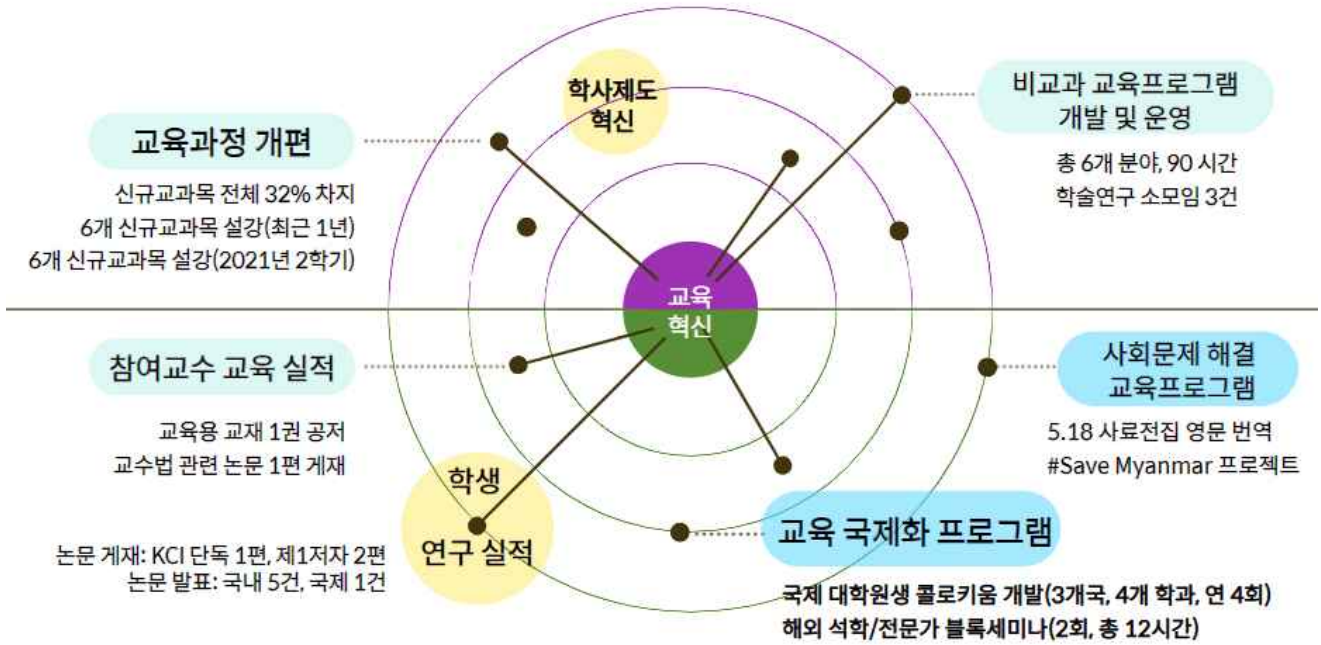 학사제도
혁신
비교과 교육프로그램
개발 및 운영
총 6개 분야, 90 시간
학술연구 소모임 3건
교육과정 개편
신규교과목 전체 32% 차지
6개 신규교과목 설강(최근 1년)
6개 신규교과목 설강(2021년 2학기)
교육
혁신
참여교수 교육 실적
교육용 교재 1권 공저
교수법 관련 논문 1편 게재
사회문제 해결
교육프로그램
5.18 사료전집 영문 번역
#Save Myanmar 프로젝트
학생
연구 실적
논문 게재: KCI 단독 1편, 제1저자 2편
논문 발표: 국내 5건, 국제 1건
교육 국제화 프로그램
국제 대학원생 콜로키움 개발(3개국, 4개 학과, 연 4회)
해외 석학/전문가 블록세미나(2회, 총 12시간)